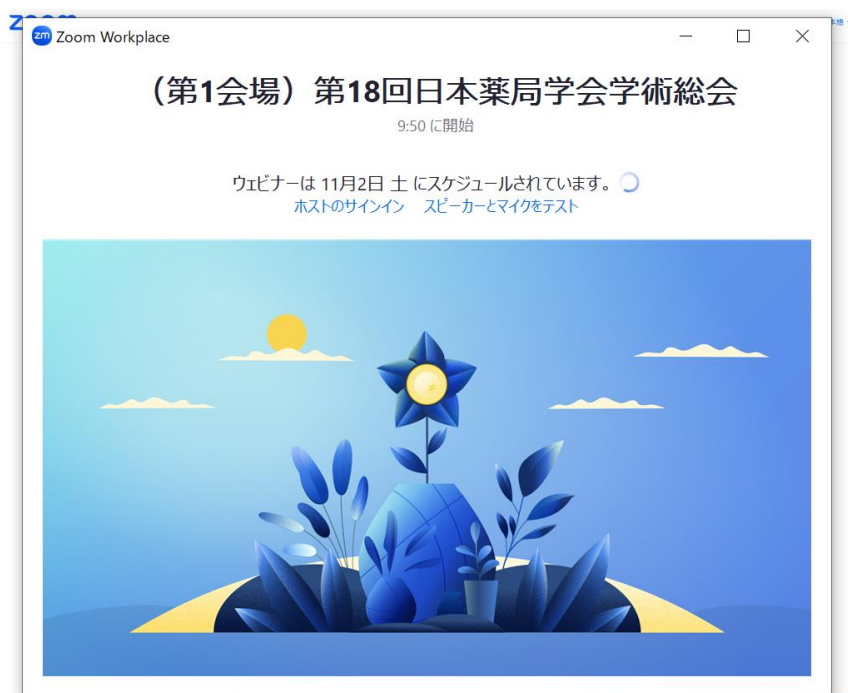 zoom
zm Zoom Workplace
（第1会場）第18回日本薬局学会学術総会
9:50 に開始
ウェビナーは 11月2日 土 にスケジュールされています。
ホストのサインイン スピーカーとマイクをテスト